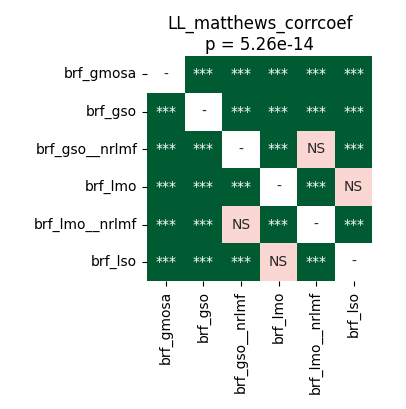 LL_matthews_corrcoef
p = 5.26e-14
brf_gmosa - *** *** *** *** ***
brf_gso *** - *** *** *** ***
brf_gso__nrlmf *** *** - *** NS ***
brf_lmo *** *** *** - *** NS
brf_lmo__nrlmf *** *** NS *** - ***
brf_lso *** *** *** NS *** -
brf_gmosa
brf_gso
brf_gso__nrlmf
brf_lmo
brf_lmo__nrlmf
brf_lso